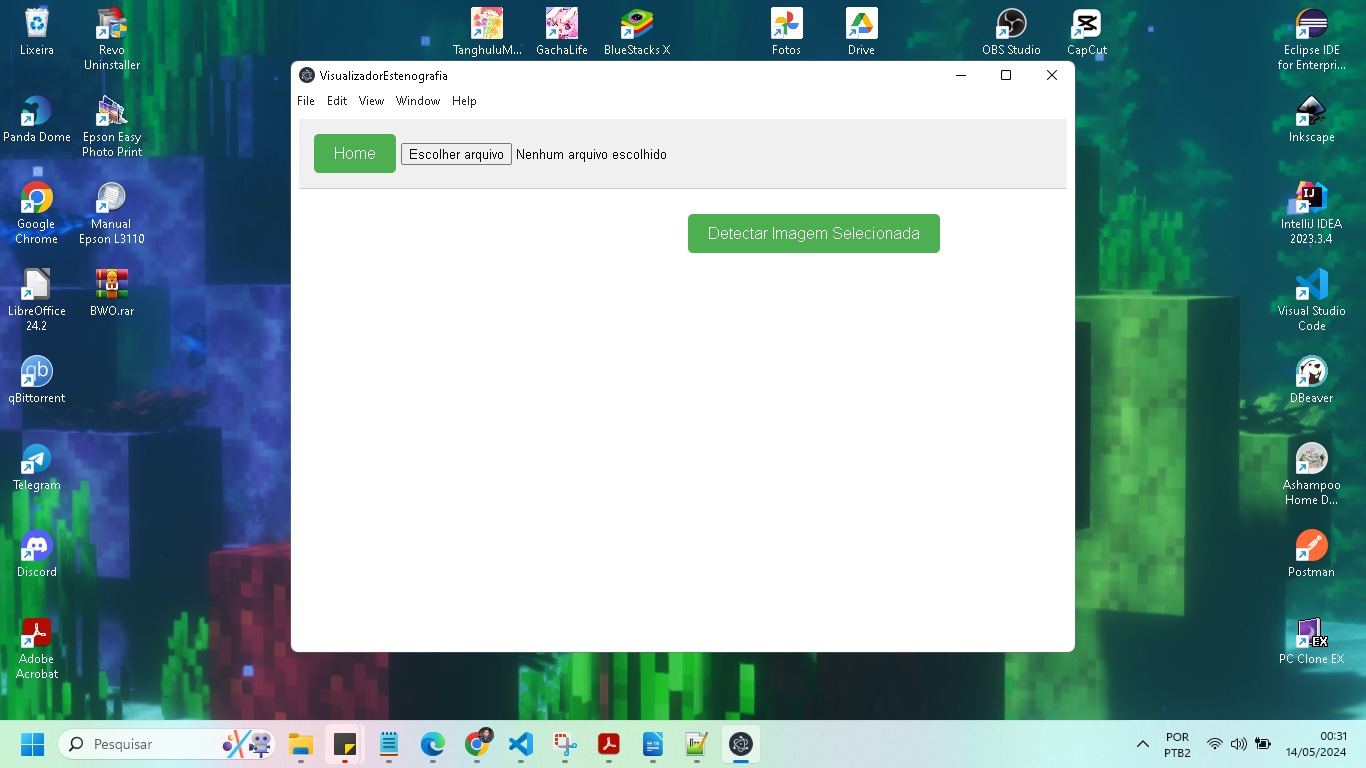 Lixeira
Revo
Uninstaller
TanghuluM...
GachaLife
BlueStacks X
Fotos
Drive
OBS Studio
CapCut
Eclipse IDE
for Enterpri...
VisualizadorEstenografia
File Edit View Window Help
Home
Escolher arquivo Nenhum arquivo escolhido
Detectar Imagem Selecionada
Panda Dome
Epson Easy
Photo Print
Google
Chrome
Manual
Epson L3110
LibreOffice
24.2
BWO.rar
qb
qBittorrent
Telegram
Discord
Adobe
Acrobat
Inkscape
IJ
IntelliJ IDEA
2023.3.4
Visual Studio
Code
DBeaver
Ashampoo
Home D...
Postman
EX
PC Clone EX
Pesquisar
POR
PTB2
00:31
14/05/2024